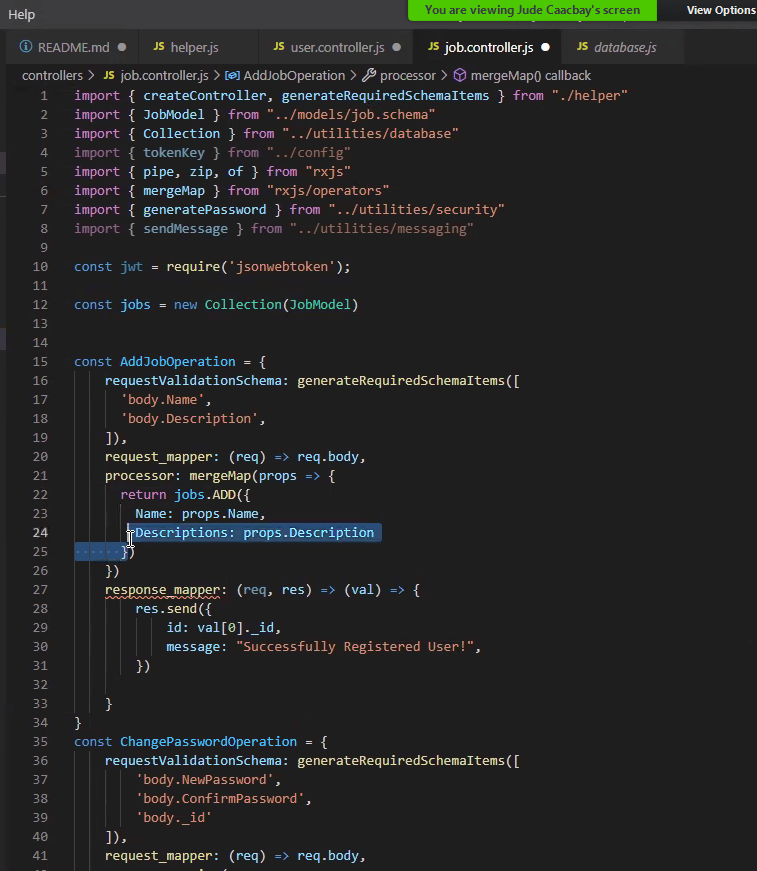 Help
You are viewing Jude Caacbay's screen
View Options
README.md
JS helper.js
JS user.controller.js
JS job.controller.js
JS database.js
controllers > JS job.controller.js > AddJobOperation > processor > mergeMap() callback
1 import { createController, generateRequiredSchemaItems } from "./helper"
2 import { JobModel } from "../models/job.schema"
3 import { Collection } from "../utilities/database"
4 import { tokenKey } from "../config"
5 import { pipe, zip, of } from "rxjs"
6 import { mergeMap } from "rxjs/operators"
7 import { generatePassword } from "../utilities/security"
8 import { sendMessage } from "../utilities/messaging"
9
10 const jwt = require('jsonwebtoken');
11
12 const jobs = new Collection(JobModel)
13
14
15 const AddJobOperation = {
16 requestValidationSchema: generateRequiredSchemaItems([
17 'body.Name',
18 'body.Description',
19 ]),
20 request_mapper: (req) => req.body,
21 processor: mergeMap(props => {
22 return jobs.ADD({
23 Name: props.Name,
24 Descriptions: props.Description
25 })
26 })
27 response_mapper: (req, res) => (val) => {
28 res.send({
29 id: val[0]._id,
30 message: "Successfully Registered User!",
31 })
32
33 }
34 }
35 const ChangePasswordOperation = {
36 requestValidationSchema: generateRequiredSchemaItems([
37 'body.NewPassword',
38 'body.ConfirmPassword',
39 'body._id'
40 ]),
41 request_mapper: (req) => req.body,